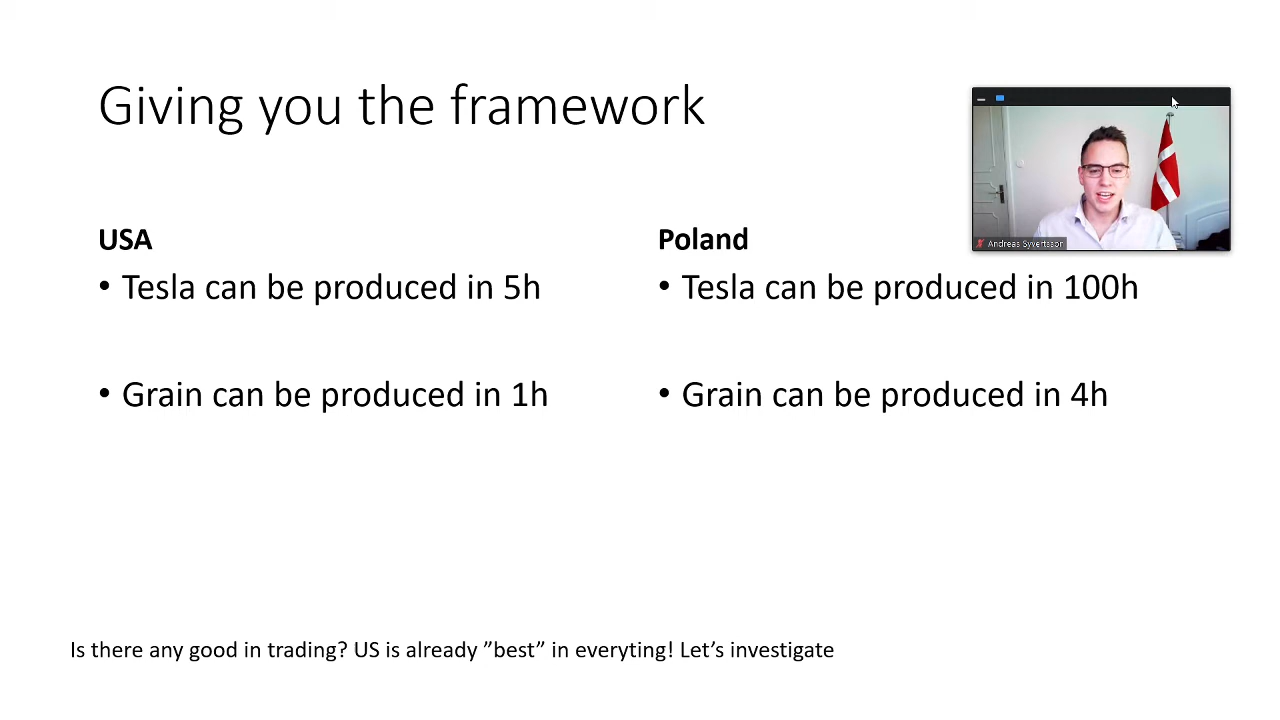 Giving you the framework
Andreas Syvertsson
USA
• Tesla can be produced in 5h
• Grain can be produced in 1h
Poland
• Tesla can be produced in 100h
• Grain can be produced in 4h
Is there any good in trading? US is already ”best” in everyting! Let’s investigate